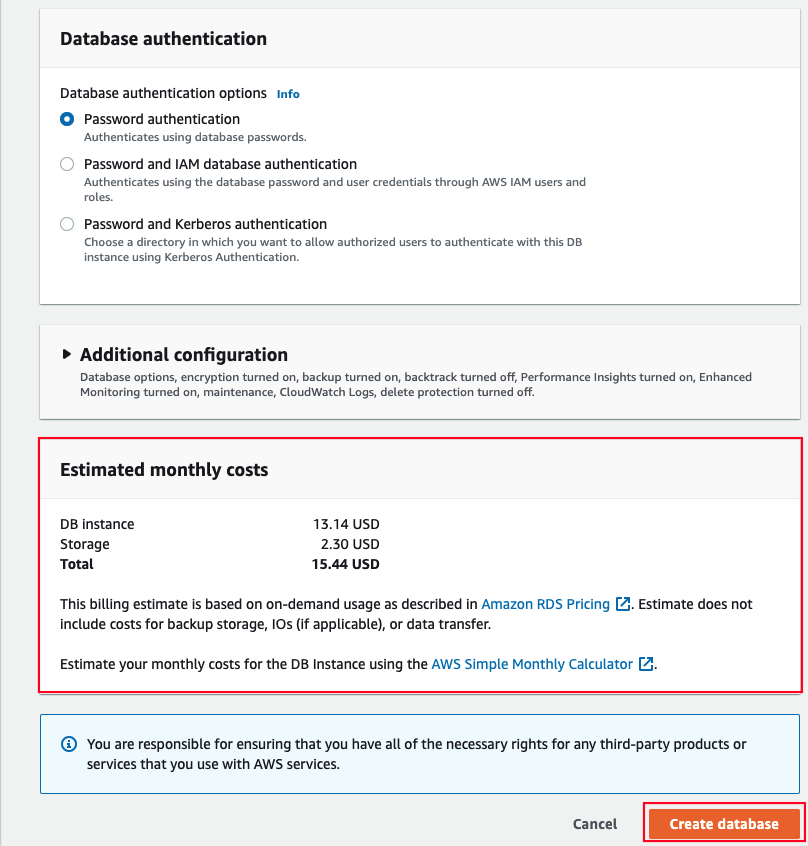 Database authentication
Database authentication options Info
Password authentication
Authenticates using database passwords.
Password and IAM database authentication
Authenticates using the database password and user credentials through AWS IAM users and
roles.
Password and Kerberos authentication
Choose a directory in which you want to allow authorized users to authenticate with this DB
instance using Kerberos Authentication.
Additional configuration
Database options, encryption turned on, backup turned on, backtrack turned off, Performance Insights turned on, Enhanced
Monitoring turned on, maintenance, CloudWatch Logs, delete protection turned off.
Estimated monthly costs
DB instance 13.14 USD
Storage 2.30 USD
Total 15.44 USD
This billing estimate is based on on-demand usage as described in Amazon RDS Pricing. Estimate does not
include costs for backup storage, IOs (if applicable), or data transfer.
Estimate your monthly costs for the DB Instance using the AWS Simple Monthly Calculator.
You are responsible for ensuring that you have all of the necessary rights for any third-party products or
services that you use with AWS services.
Cancel Create database